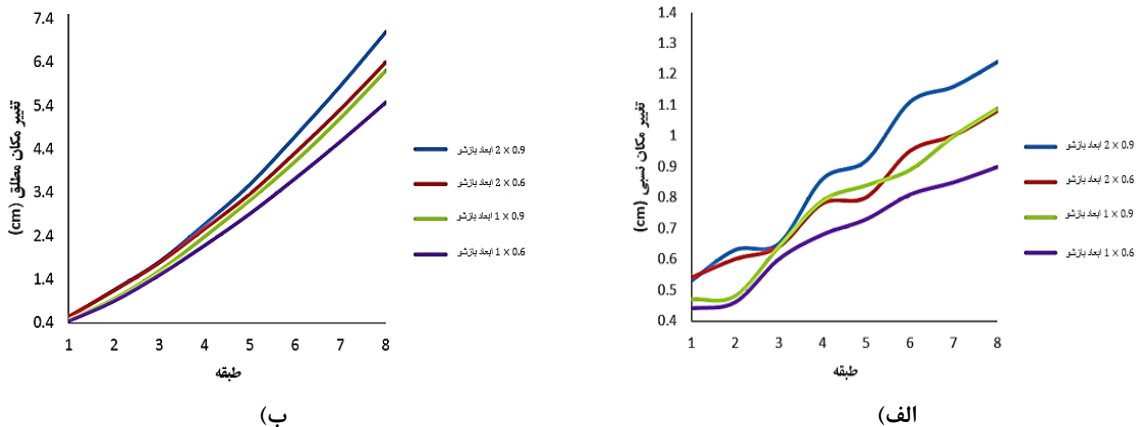 7.4
6.4
5.4
4.4
3.4
2.4
1.4
0.4
1 2 3 4 5 6 7 8
تغییر مکان مطلق (cm)
طبقه
ابعاد بازشو 2 × 0.9
ابعاد بازشو 2 × 0.6
ابعاد بازشو 1 × 0.9
ابعاد بازشو 1 × 0.6
ب)
1.4
1.3
1.2
1.1
1
0.9
0.8
0.7
0.6
0.5
0.4
1 2 3 4 5 6 7 8
تغییر مکان نسبی (cm)
طبقه
ابعاد بازشو 2 × 0.9
ابعاد بازشو 2 × 0.6
ابعاد بازشو 1 × 0.9
ابعاد بازشو 1 × 0.6
الف)